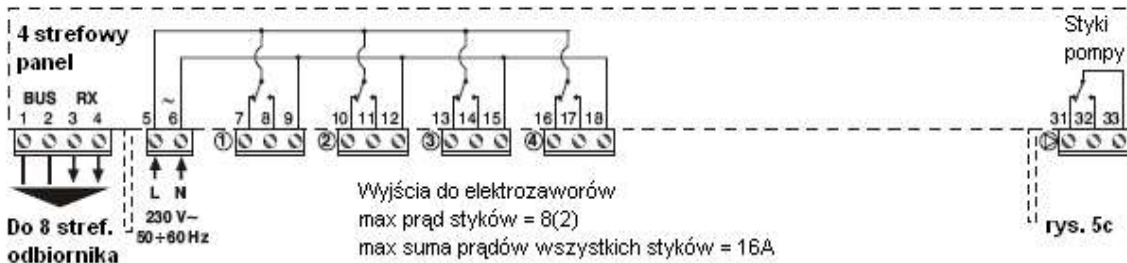 4 strefowy
panel
Styki
pompy
BUS RX
~
1 2 3 4 5 6 7 8 9 10 11 12 13 14 15 16 17 18 31 32 33
① ② ③ ④
L N
230 V~
50÷60 Hz
Do 8 stref.
odbiornika
Wyjścia do elektrozaworów
max prąd styków = 8(2)
max suma prądów wszystkich styków = 16A
rys. 5c